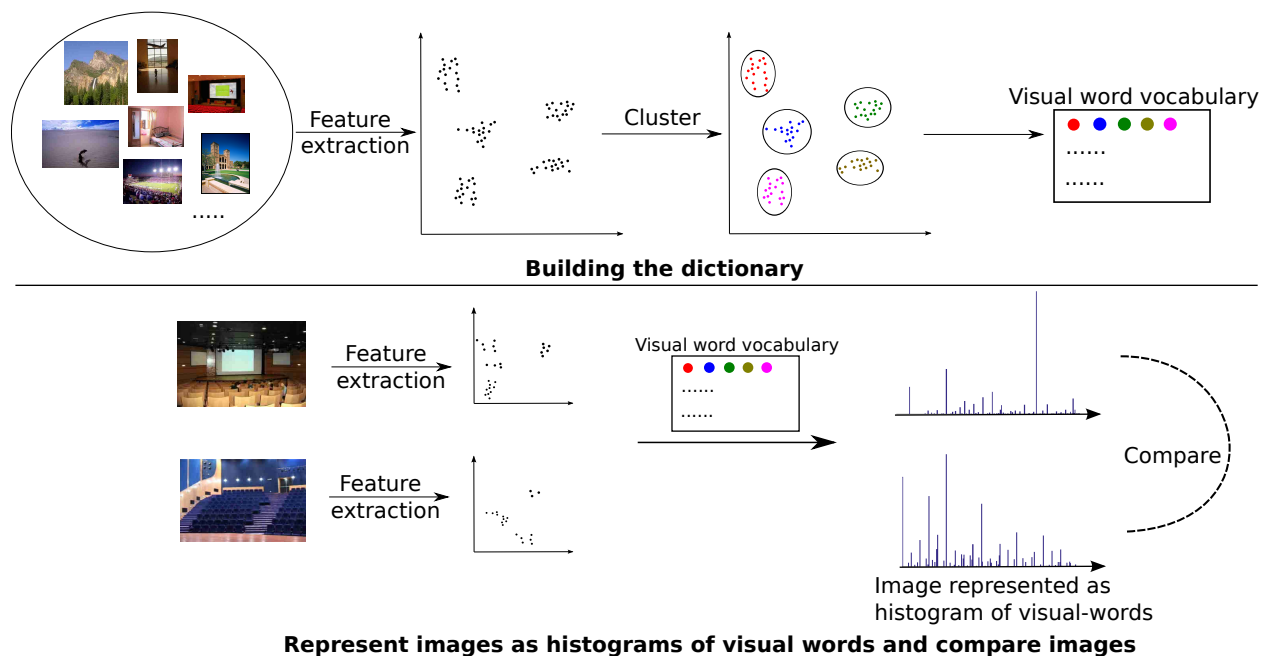 Feature
extraction
Cluster
Visual word vocabulary
......
......
.....
Building the dictionary
Feature
extraction
Visual word vocabulary
......
......
Compare
Feature
extraction
Image represented as
histogram of visual-words
Represent images as histograms of visual words and compare images